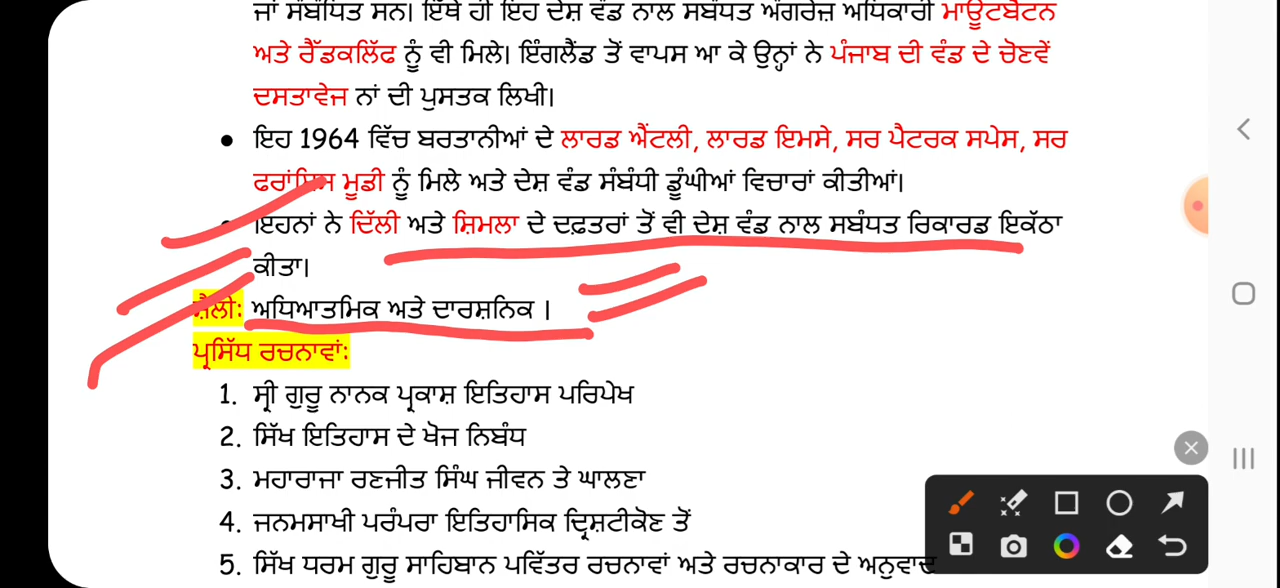 ਜਾਂ ਸੰਬੰਧਿਤ ਸਨ। ਇੱਥੇ ਹੀ ਇਹ ਦੇਸ਼ ਵੰਡ ਨਾਲ ਸਬੰਧਤ ਅੰਗਰੇਜ਼ ਅਧਿਕਾਰੀ ਮਾਊਟਬੈਟਨ
ਅਤੇ ਰੈੱਡਕਲਿੱਫ ਨੂੰ ਵੀ ਮਿਲੇ। ਇੰਗਲੈਂਡ ਤੋਂ ਵਾਪਸ ਆ ਕੇ ਉਨ੍ਹਾਂ ਨੇ ਪੰਜਾਬ ਦੀ ਵੰਡ ਦੇ ਚੋਣਵੇਂ
ਦਸਤਾਵੇਜ ਨਾਂ ਦੀ ਪੁਸਤਕ ਲਿਖੀ।
• ਇਹ 1964 ਵਿੱਚ ਬਰਤਾਨੀਆਂ ਦੇ ਲਾਰਡ ਐਂਟਲੀ, ਲਾਰਡ ਇਮਸੇ, ਸਰ ਪੈਟਰਕ ਸਪੇਸ, ਸਰ
ਫਰਾਂਸਿਸ ਮੂਡੀ ਨੂੰ ਮਿਲੇ ਅਤੇ ਦੇਸ਼ ਵੰਡ ਸੰਬੰਧੀ ਡੂੰਘੀਆਂ ਵਿਚਾਰਾਂ ਕੀਤੀਆਂ।
• ਇਹਨਾਂ ਨੇ ਦਿੱਲੀ ਅਤੇ ਸ਼ਿਮਲਾ ਦੇ ਦਫ਼ਤਰਾਂ ਤੋਂ ਵੀ ਦੇਸ਼ ਵੰਡ ਨਾਲ ਸਬੰਧਤ ਰਿਕਾਰਡ ਇਕੱਠਾ
ਕੀਤਾ।
ਸ਼ੈਲੀ: ਅਧਿਆਤਮਿਕ ਅਤੇ ਦਾਰਸ਼ਨਿਕ ।
ਪ੍ਰਸਿੱਧ ਰਚਨਾਵਾਂ:
1. ਸ੍ਰੀ ਗੁਰੂ ਨਾਨਕ ਪ੍ਰਕਾਸ਼ ਇਤਿਹਾਸ ਪਰਿਪੇਖ
2. ਸਿੱਖ ਇਤਿਹਾਸ ਦੇ ਖੋਜ ਨਿਬੰਧ
3. ਮਹਾਰਾਜਾ ਰਣਜੀਤ ਸਿੰਘ ਜੀਵਨ ਤੇ ਘਾਲਣਾ
4. ਜਨਮਸਾਖੀ ਪਰੰਪਰਾ ਇਤਿਹਾਸਿਕ ਦ੍ਰਿਸ਼ਟੀਕੋਣ ਤੋਂ
5. ਸਿੱਖ ਧਰਮ ਗੁਰੂ ਸਾਹਿਬਾਨ ਪਵਿੱਤਰ ਰਚਨਾਵਾਂ ਅਤੇ ਰਚਨਾਕਾਰ ਦੇ ਅਨੁਵਾਦ